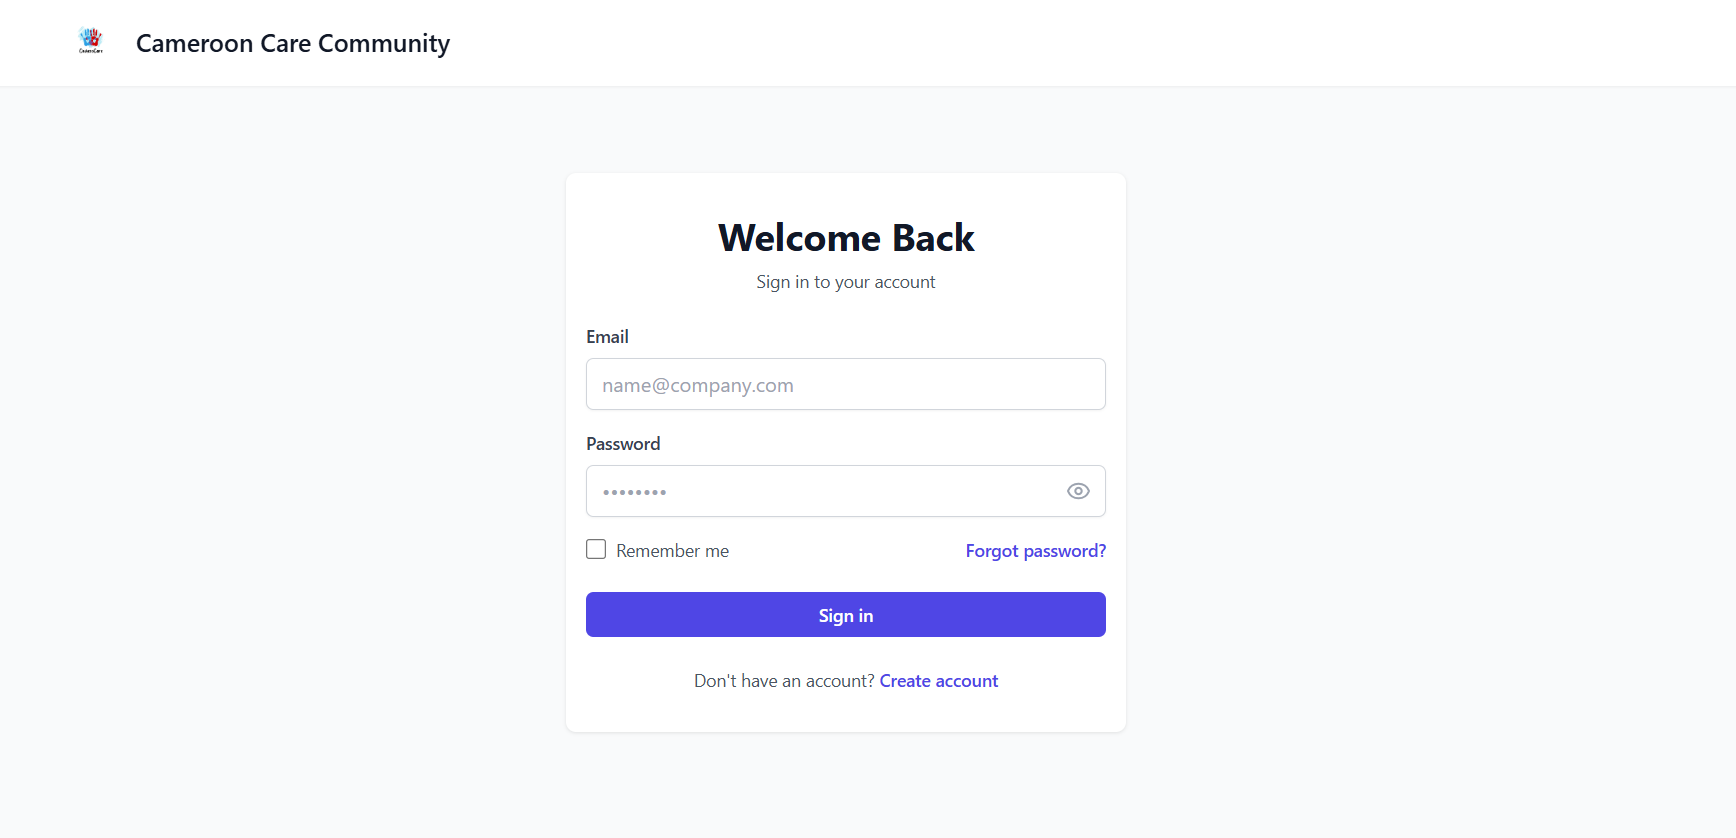 CameroCare
Cameroon Care Community
Welcome Back
Sign in to your account
Email
name@company.com
Password
••••••••
Remember me
Forgot password?
Sign in
Don't have an account? Create account